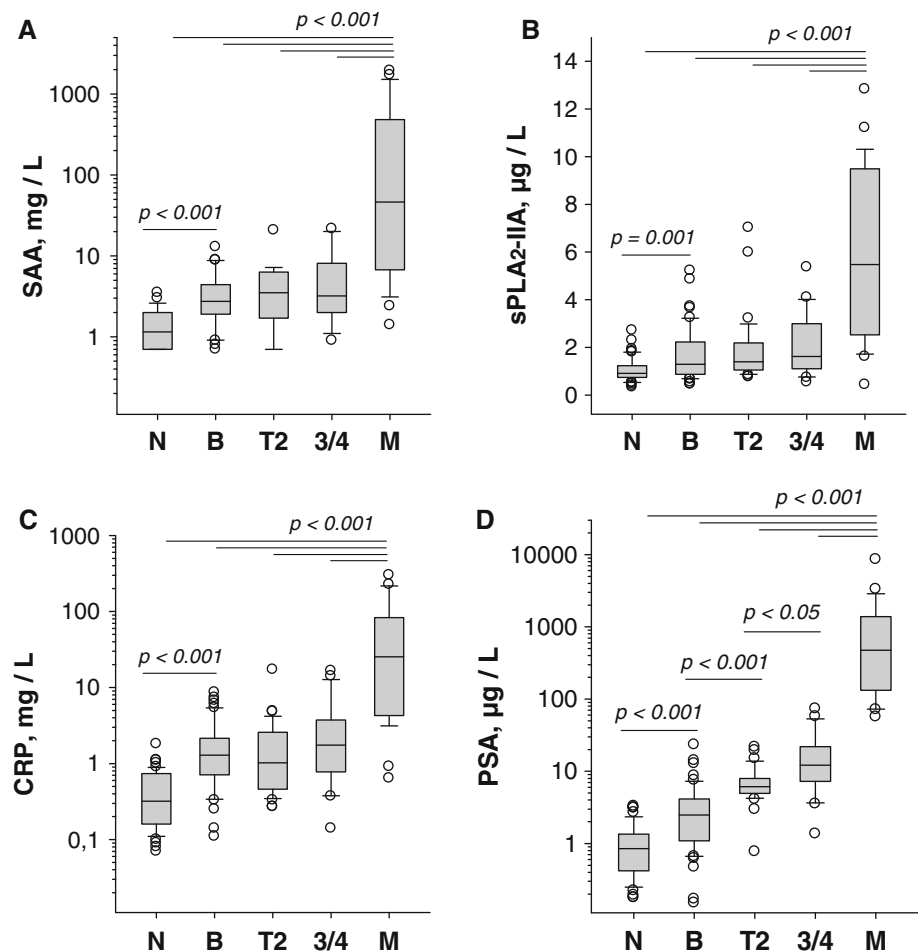 A
p < 0.001
1000
100
p < 0.001
10
1
SAA, mg / L
N B T2 3/4 M
B
p < 0.001
14
12
10
8
6
p = 0.001
4
2
0
sPLA2-IIA, µg / L
N B T2 3/4 M
C
1000
p < 0.001
100
p < 0.001
10
1
0,1
CRP, mg / L
N B T2 3/4 M
D
p < 0.001
10000
1000
p < 0.05
p < 0.001
100
p < 0.001
10
1
PSA, µg / L
N B T2 3/4 M